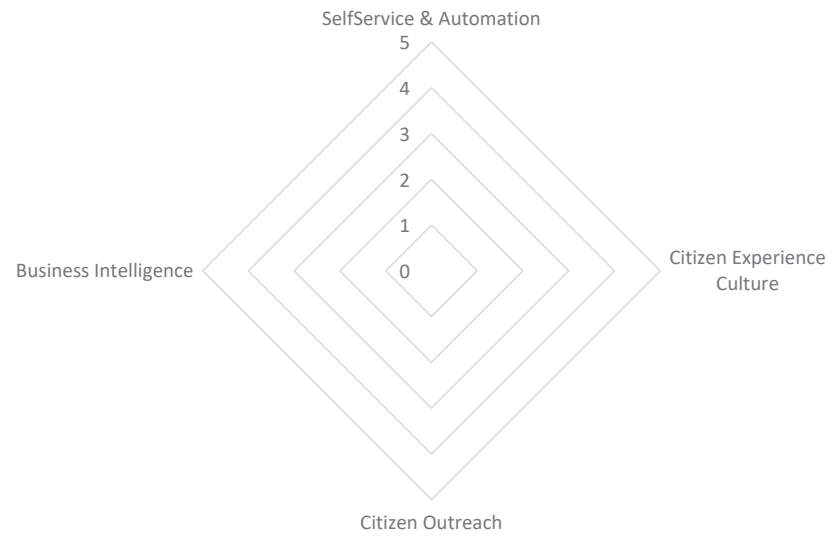 SelfService & Automation
5
4
3
2
1
0
Business Intelligence
Citizen Experience
Culture
Citizen Outreach